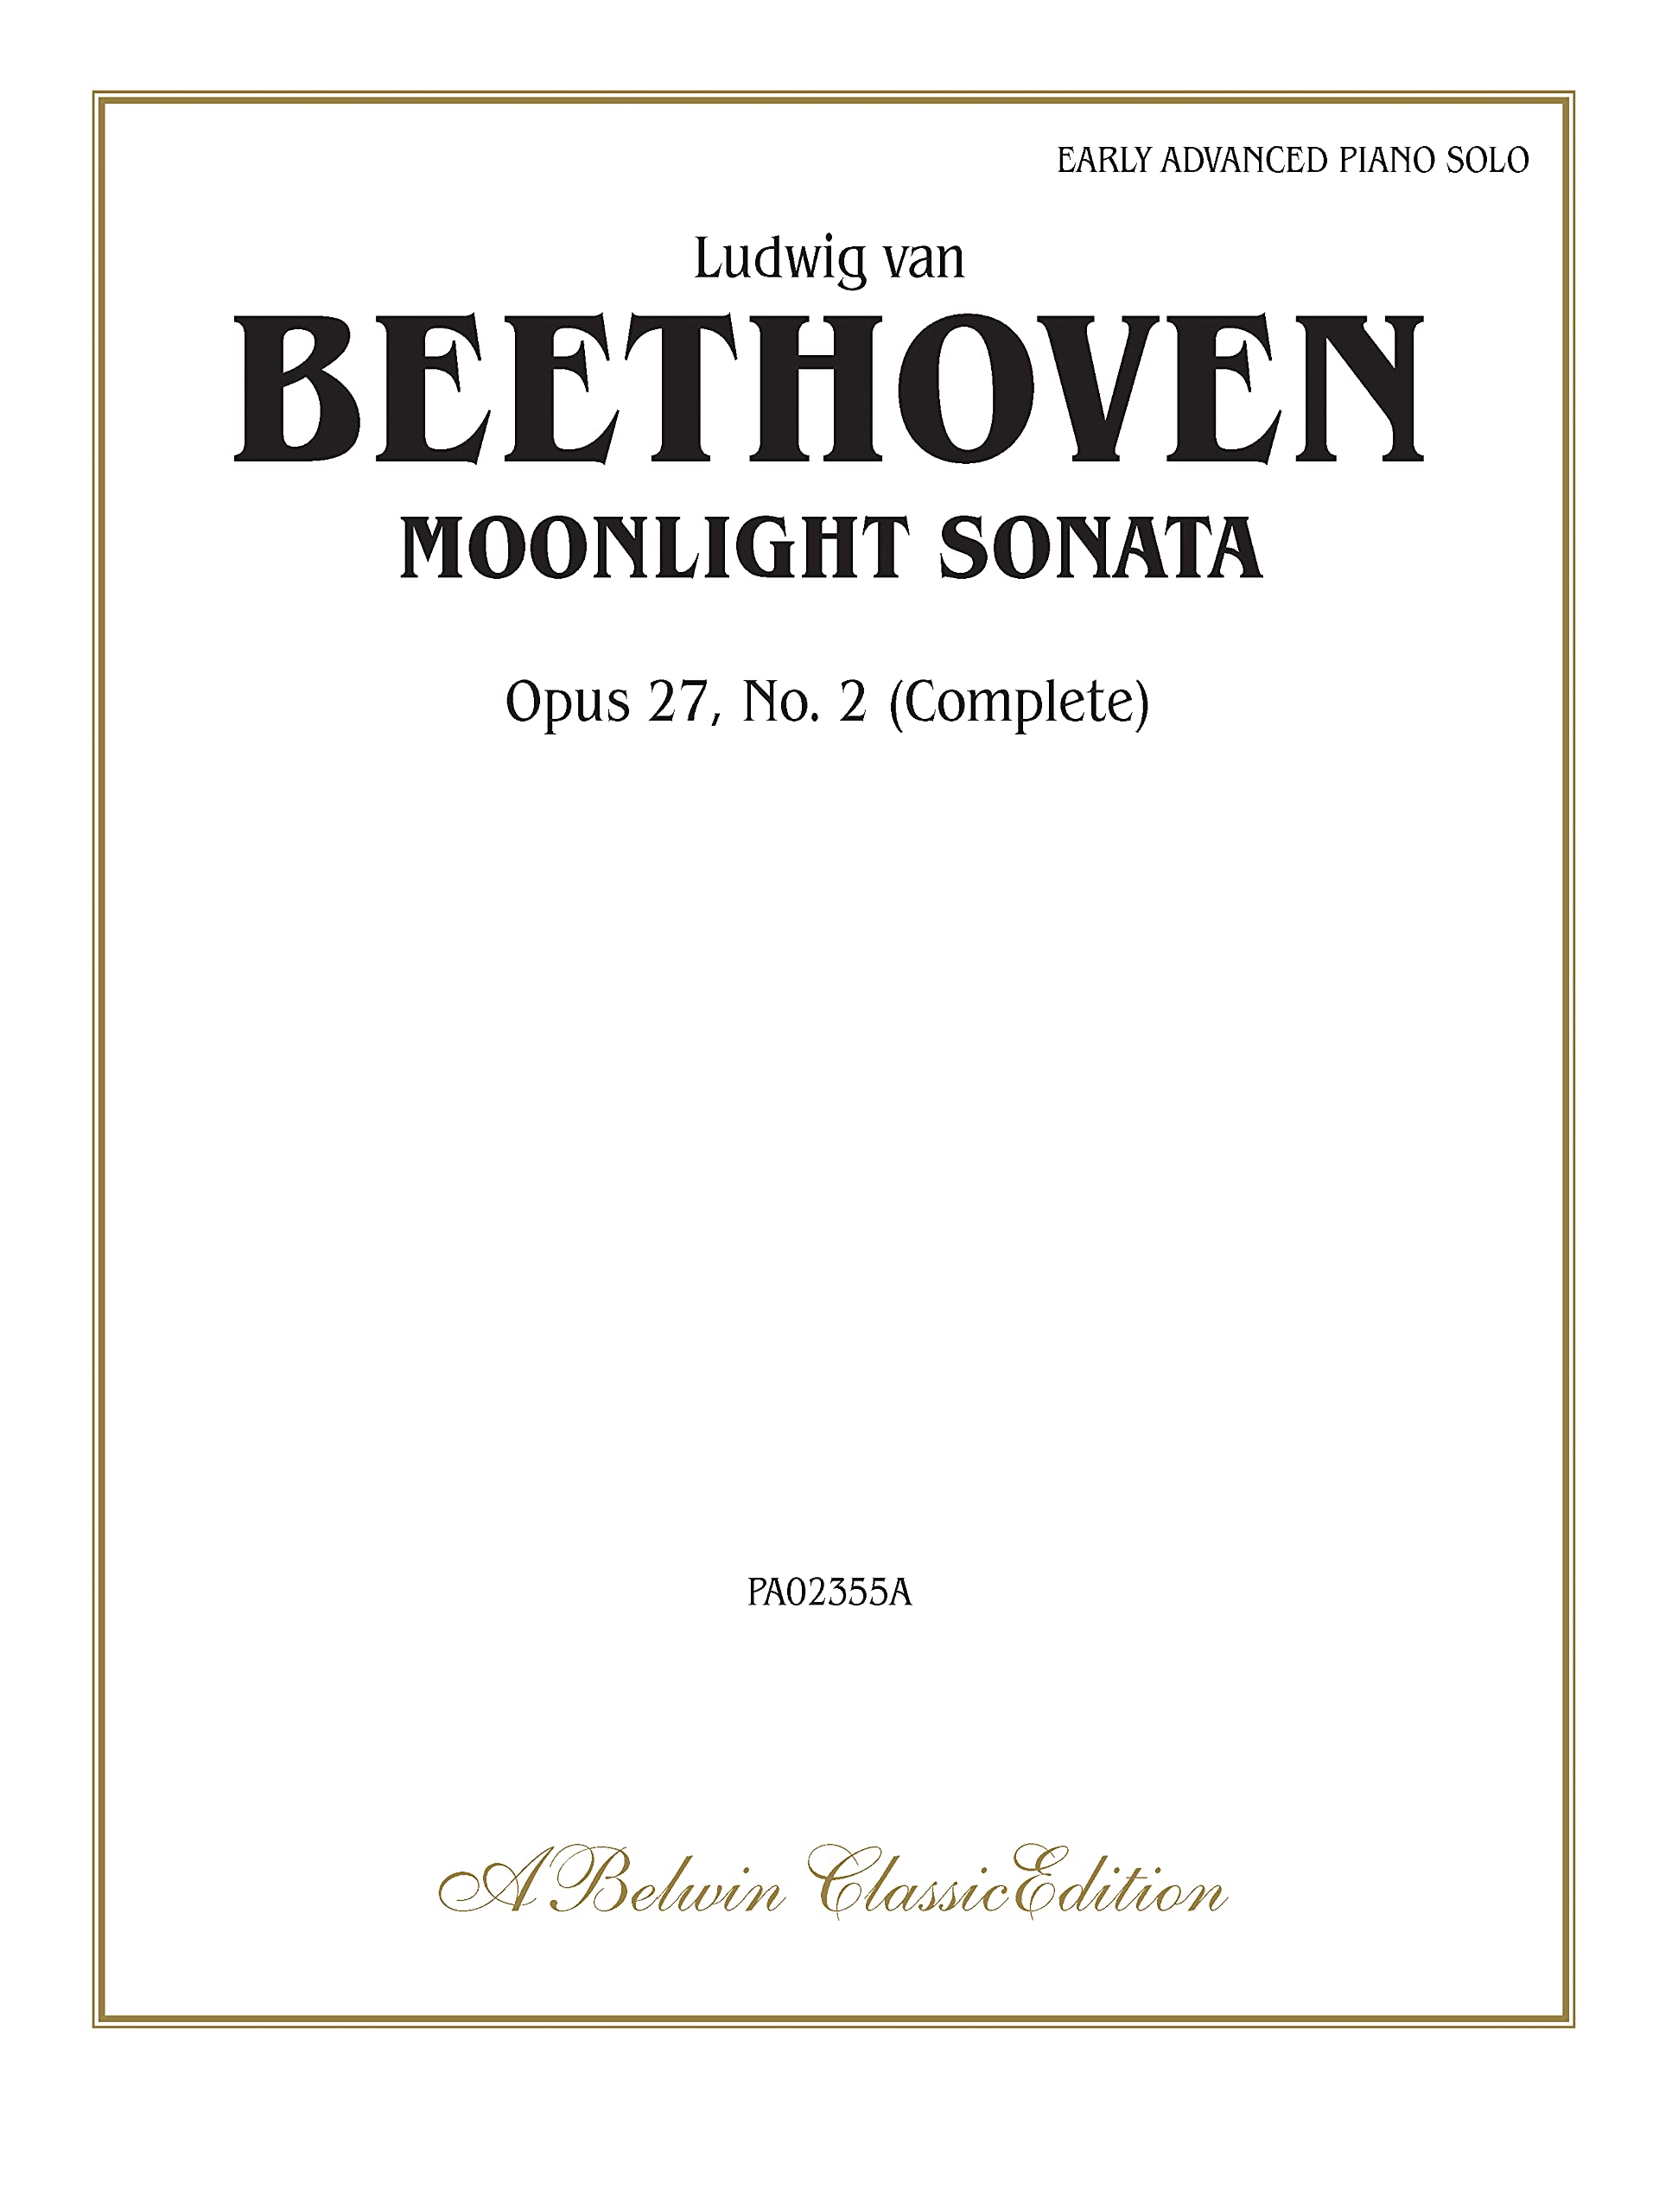 EARLY ADVANCED PIANO SOLO
Ludwig van
BEETHOVEN
MOONLIGHT SONATA
Opus 27, No. 2 (Complete)
PA02355A
A Belwin Classic Edition